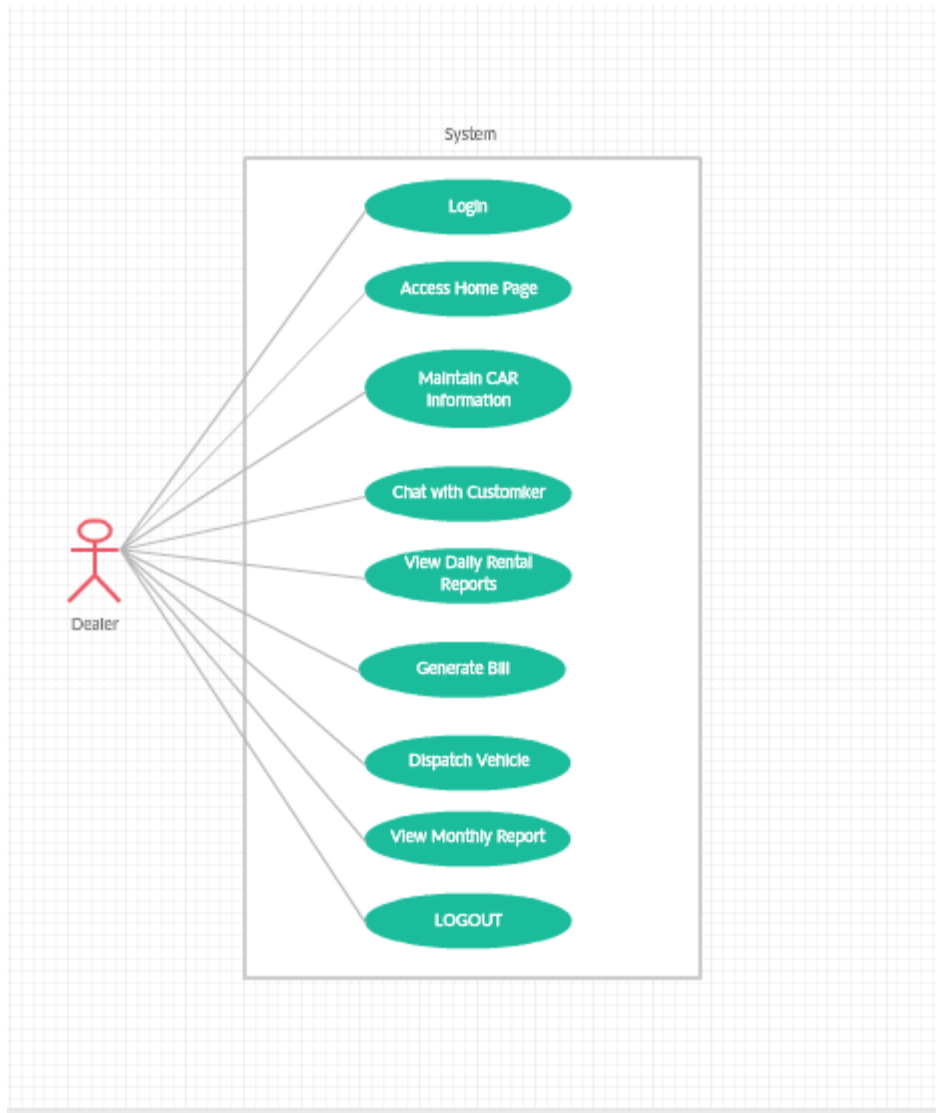 System
Login
Access Home Page
Maintain CAR
Information
Chat with Customker
View Daily Rental
Reports
Dealer
Generate Bill
Dispatch Vehicle
View Monthly Report
LOGOUT